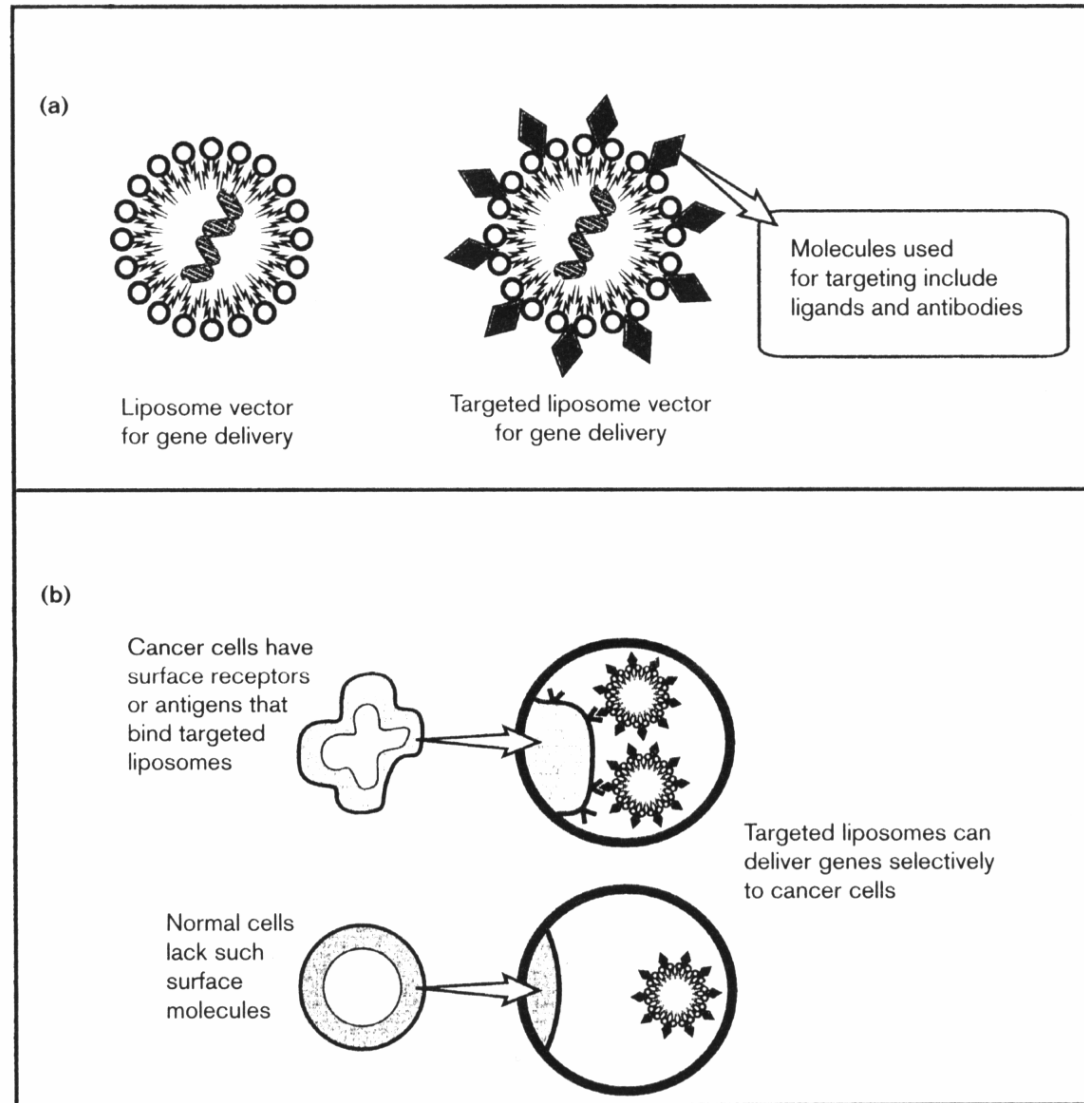 (a)
Liposome vector
for gene delivery
Targeted liposome vector
for gene delivery
Molecules used
for targeting include
ligands and antibodies
(b)
Cancer cells have
surface receptors
or antigens that
bind targeted
liposomes
Targeted liposomes can
deliver genes selectively
to cancer cells
Normal cells
lack such
surface
molecules